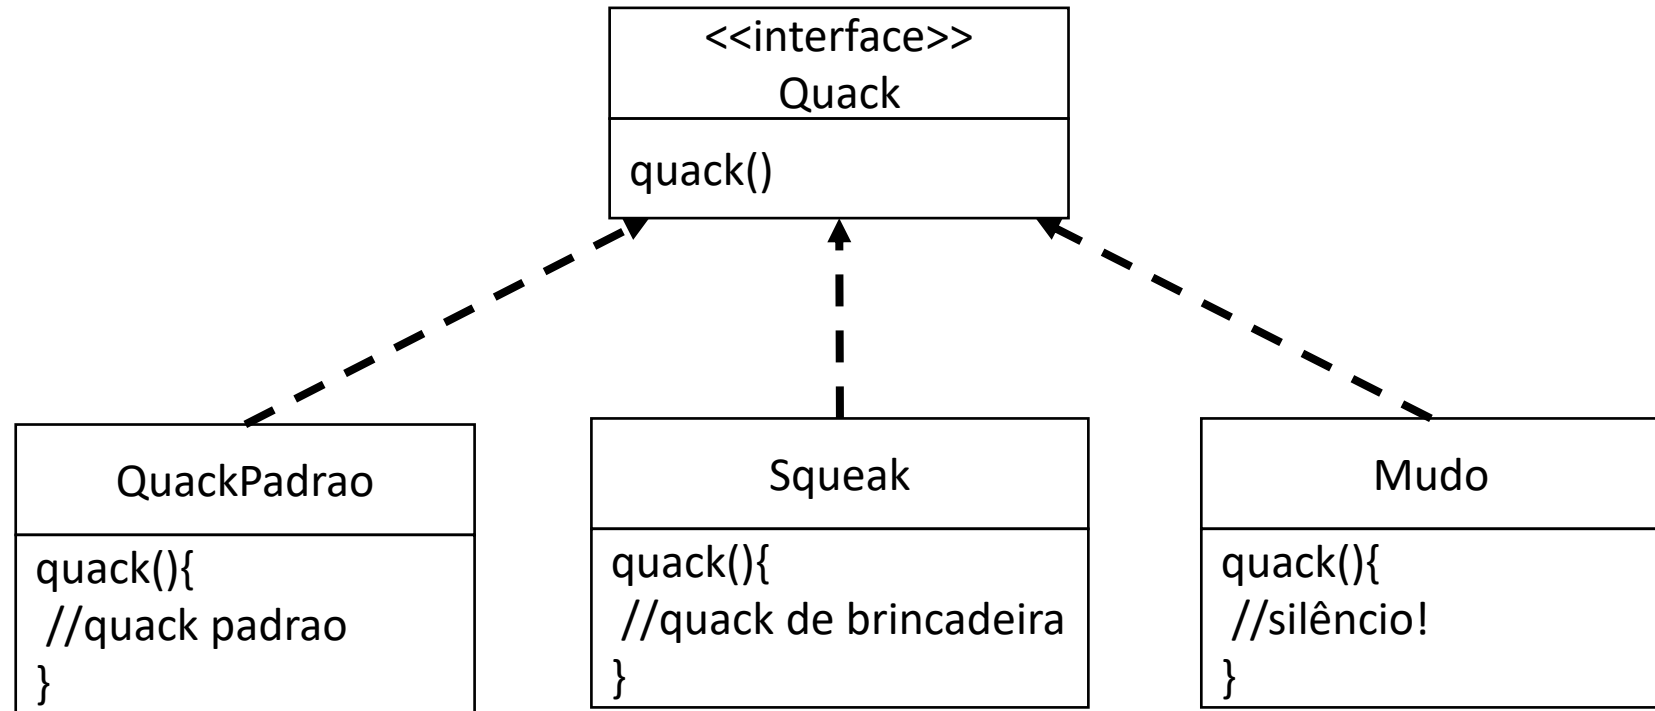 <<interface>>
Quack
quack()
QuackPadrao
quack(){
//quack padrao
}
Squeak
quack(){
//quack de brincadeira
}
Mudo
quack(){
//silêncio!
}